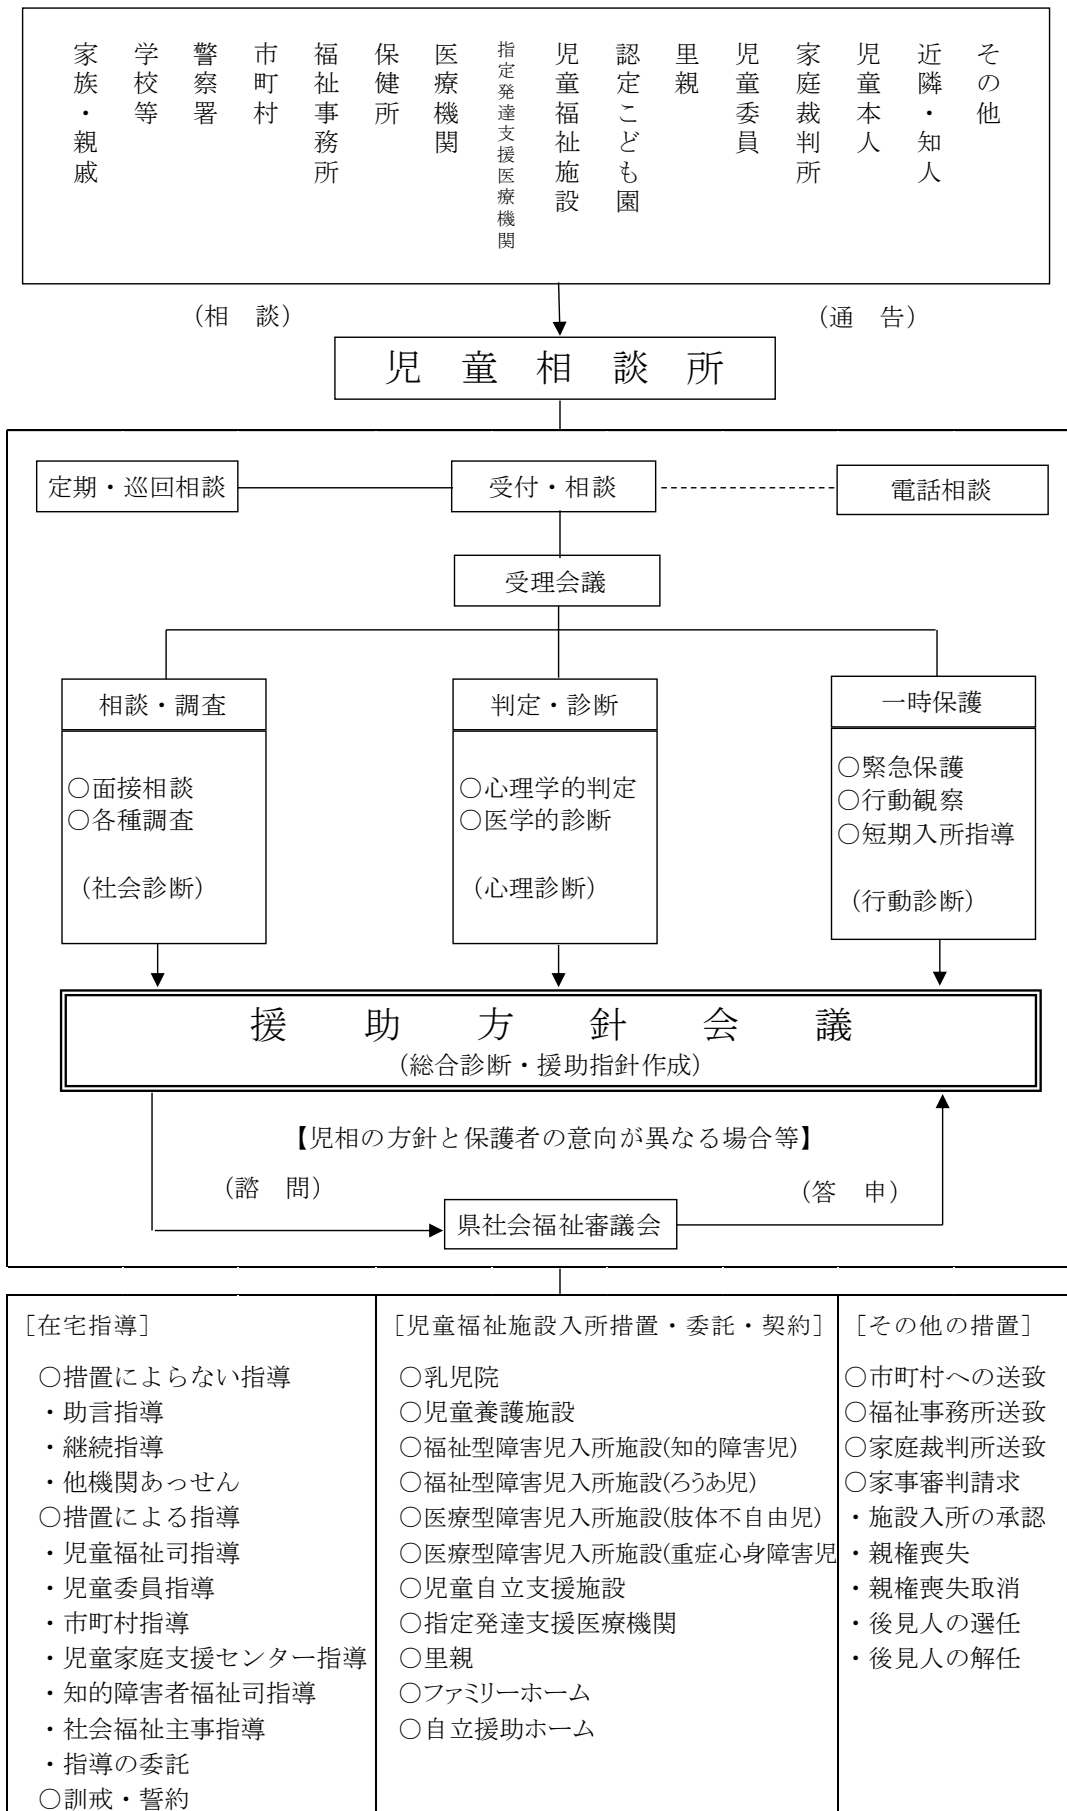 家族・親戚
学校等
警察署
市町村
福祉事務所
保健所
医療機関
指定発達支援医療機関
児童福祉施設
認定こども園
里親
児童委員
家庭裁判所
児童本人
近隣・知人
その他
(相　談)
(通　告)
児　童　相　談　所
定期・巡回相談
受付・相談
電話相談
受理会議
相談・調査
○面接相談
○各種調査
(社会診断)
判定・診断
○心理学的判定
○医学的診断
(心理診断)
一時保護
○緊急保護
○行動観察
○短期入所指導
(行動診断)
援　助　方　針　会　議
(総合診断・援助指針作成)
【児相の方針と保護者の意向が異なる場合等】
(諮　問)
(答　申)
県社会福祉審議会
［在宅指導］
○措置によらない指導
・助言指導
・継続指導
・他機関あっせん
○措置による指導
・児童福祉司指導
・児童委員指導
・市町村指導
・児童家庭支援センター指導
・知的障害者福祉司指導
・社会福祉主事指導
・指導の委託
○訓戒・誓約
［児童福祉施設入所措置・委託・契約］
○乳児院
○児童養護施設
○福祉型障害児入所施設(知的障害児)
○福祉型障害児入所施設(ろうあ児)
○医療型障害児入所施設(肢体不自由児)
○医療型障害児入所施設(重症心身障害児
○児童自立支援施設
○指定発達支援医療機関
○里親
○ファミリーホーム
○自立援助ホーム
［その他の措置］
○市町村への送致
○福祉事務所送致
○家庭裁判所送致
○家事審判請求
・施設入所の承認
・親権喪失
・親権喪失取消
・後見人の選任
・後見人の解任